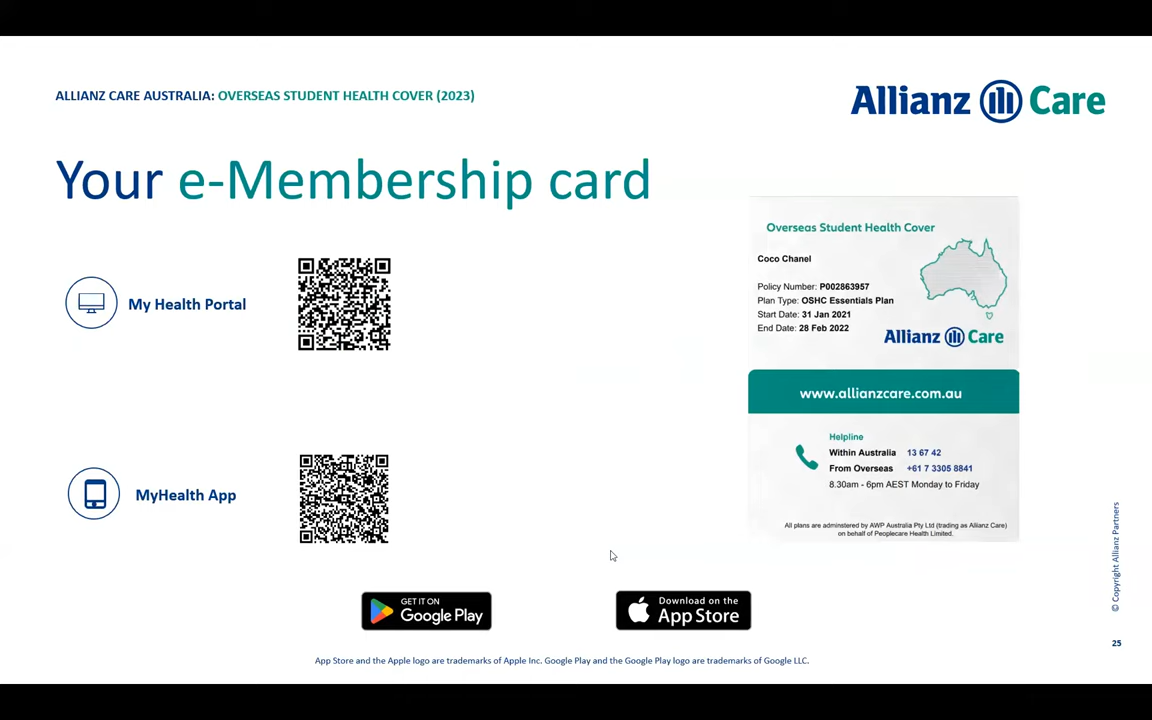 ALLIANZ CARE AUSTRALIA: OVERSEAS STUDENT HEALTH COVER (2023)
Allianz Care
Your e-Membership card
My Health Portal
MyHealth App
Overseas Student Health Cover
Coco Chanel
Policy Number: P002863957
Plan Type: OSHC Essentials Plan
Start Date: 31 Jan 2021
End Date: 28 Feb 2022
Allianz Care
www.allianzcare.com.au
Helpline
Within Australia 13 67 42
From Overseas +61 7 3305 8841
8.30am - 6pm AEST Monday to Friday
All plans are adminstered by AWP Australia Pty Ltd (trading as Allianz Care)
on behalf of Peoplecare Health Limited.
GET IT ON
Google Play
Download on the
App Store
App Store and the Apple logo are trademarks of Apple Inc. Google Play and the Google Play logo are trademarks of Google LLC.
© Copyright Allianz Partners
25